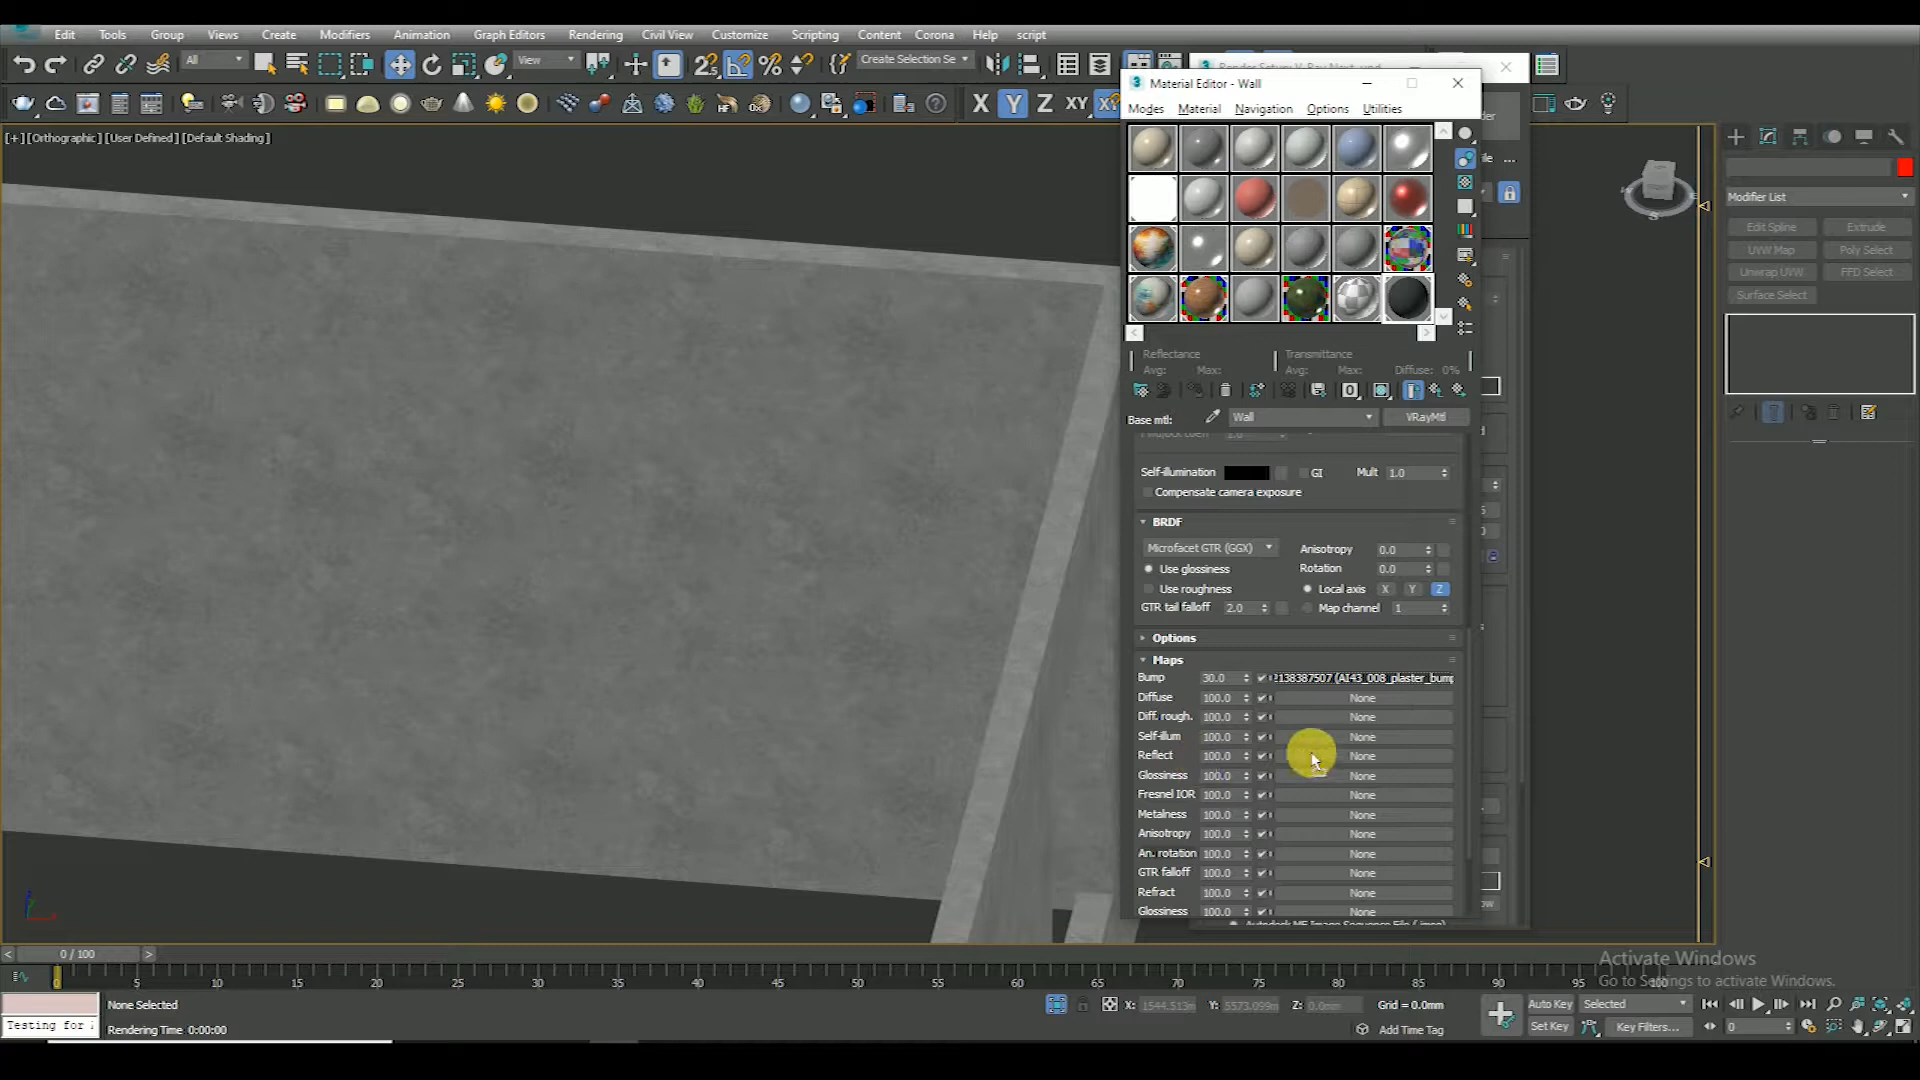 Edit Tools Group Views Create Modifiers Animation Graph Editors Rendering Civil View Customize Scripting Content Corona Help script
All View Create Selection Se
X Y Z XY
[+] [Orthographic] [User Defined] [Default Shading]
Material Editor - Wall
Modes Material Navigation Options Utilities
Reflectance Transmittance
Avg: Max: Avg: Max: Diffuse: 0%
Base mtl: Wall VRayMtl
Self-illumination GI Mult 1.0
Compensate camera exposure
BRDF
Microfacet GTR (GGX) Anisotropy 0.0
Use glossiness Rotation 0.0
Use roughness Local axis X Y Z
GTR tail falloff 2.0 Map channel 1
Options
Maps
Bump 30.0 2138387507 (AI43_008_plaster_bump
Diffuse 100.0 None
Diff. rough. 100.0 None
Self-illum 100.0 None
Reflect 100.0 None
Glossiness 100.0 None
Fresnel IOR 100.0 None
Metalness 100.0 None
Anisotropy 100.0 None
An. rotation 100.0 None
GTR falloff 100.0 None
Refract 100.0 None
Glossiness 100.0 None
Modifier List
Edit Spline Extrude
UVW Map Poly Select
Unwrap UVW FFD Select
Surface Select
Activate Windows
Go to Settings to activate Windows.
0 / 100
0 5 10 15 20 25 30 35 40 45 50 55 60 65 70 75 80 85 90 95 100
None Selected X: 1544.513m Y: 5573.099m Z: 0.0mm Grid = 0.0mm Auto Key Selected
Testing for Rendering Time 0:00:00 Add Time Tag Set Key Key Filters... 0